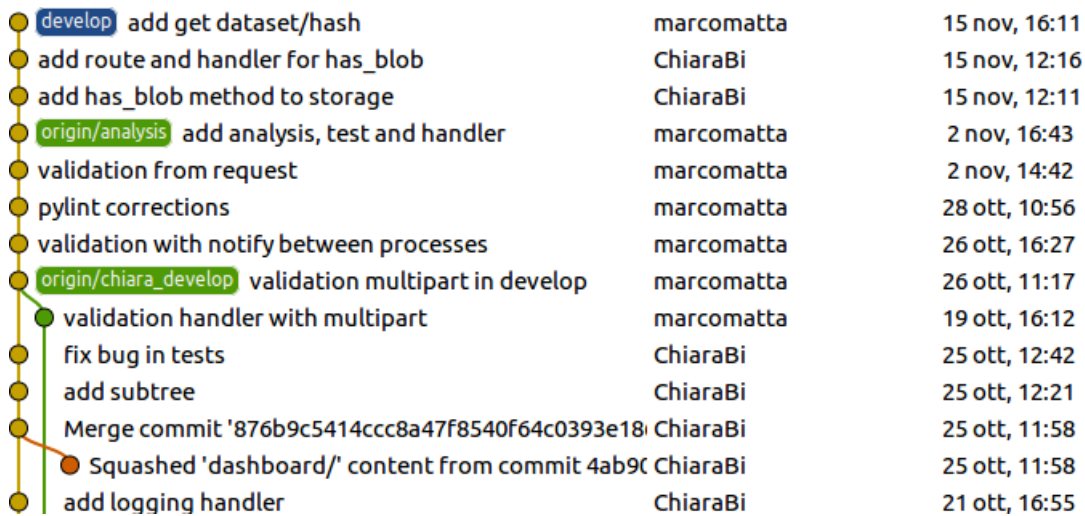 develop add get dataset/hash marcomatta 15 nov, 16:11
add route and handler for has_blob ChiaraBi 15 nov, 12:16
add has_blob method to storage ChiaraBi 15 nov, 12:11
origin/analysis add analysis, test and handler marcomatta 2 nov, 16:43
validation from request marcomatta 2 nov, 14:42
pylint corrections marcomatta 28 ott, 10:56
validation with notify between processes marcomatta 26 ott, 16:27
origin/chiara_develop validation multipart in develop marcomatta 26 ott, 11:17
validation handler with multipart marcomatta 19 ott, 16:12
fix bug in tests ChiaraBi 25 ott, 12:42
add subtree ChiaraBi 25 ott, 12:21
Merge commit '876b9c5414ccc8a47f8540f64c0393e18 ChiaraBi 25 ott, 11:58
Squashed 'dashboard/' content from commit 4ab90 ChiaraBi 25 ott, 11:58
add logging handler ChiaraBi 21 ott, 16:55